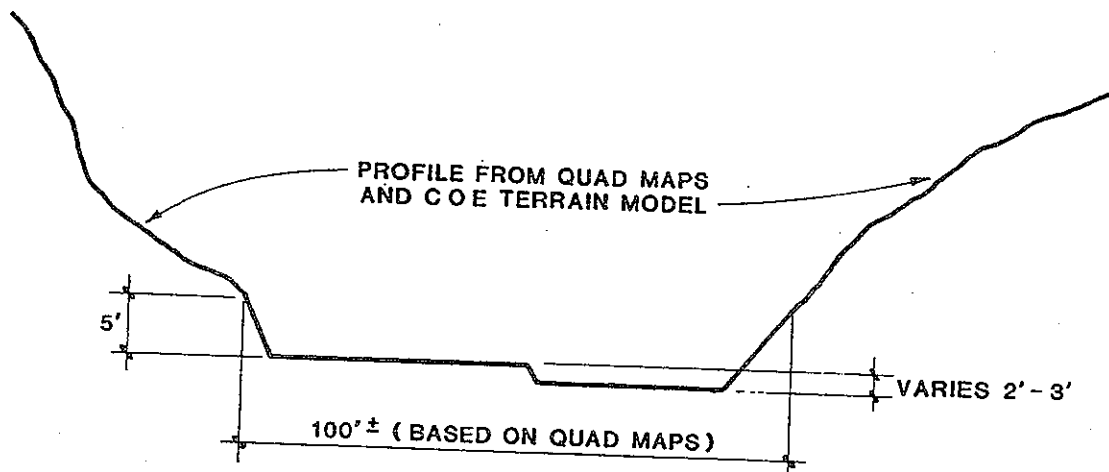 PROFILE FROM QUAD MAPS
AND C O E TERRAIN MODEL
5'
VARIES 2' - 3'
100' ± ( BASED ON QUAD MAPS )